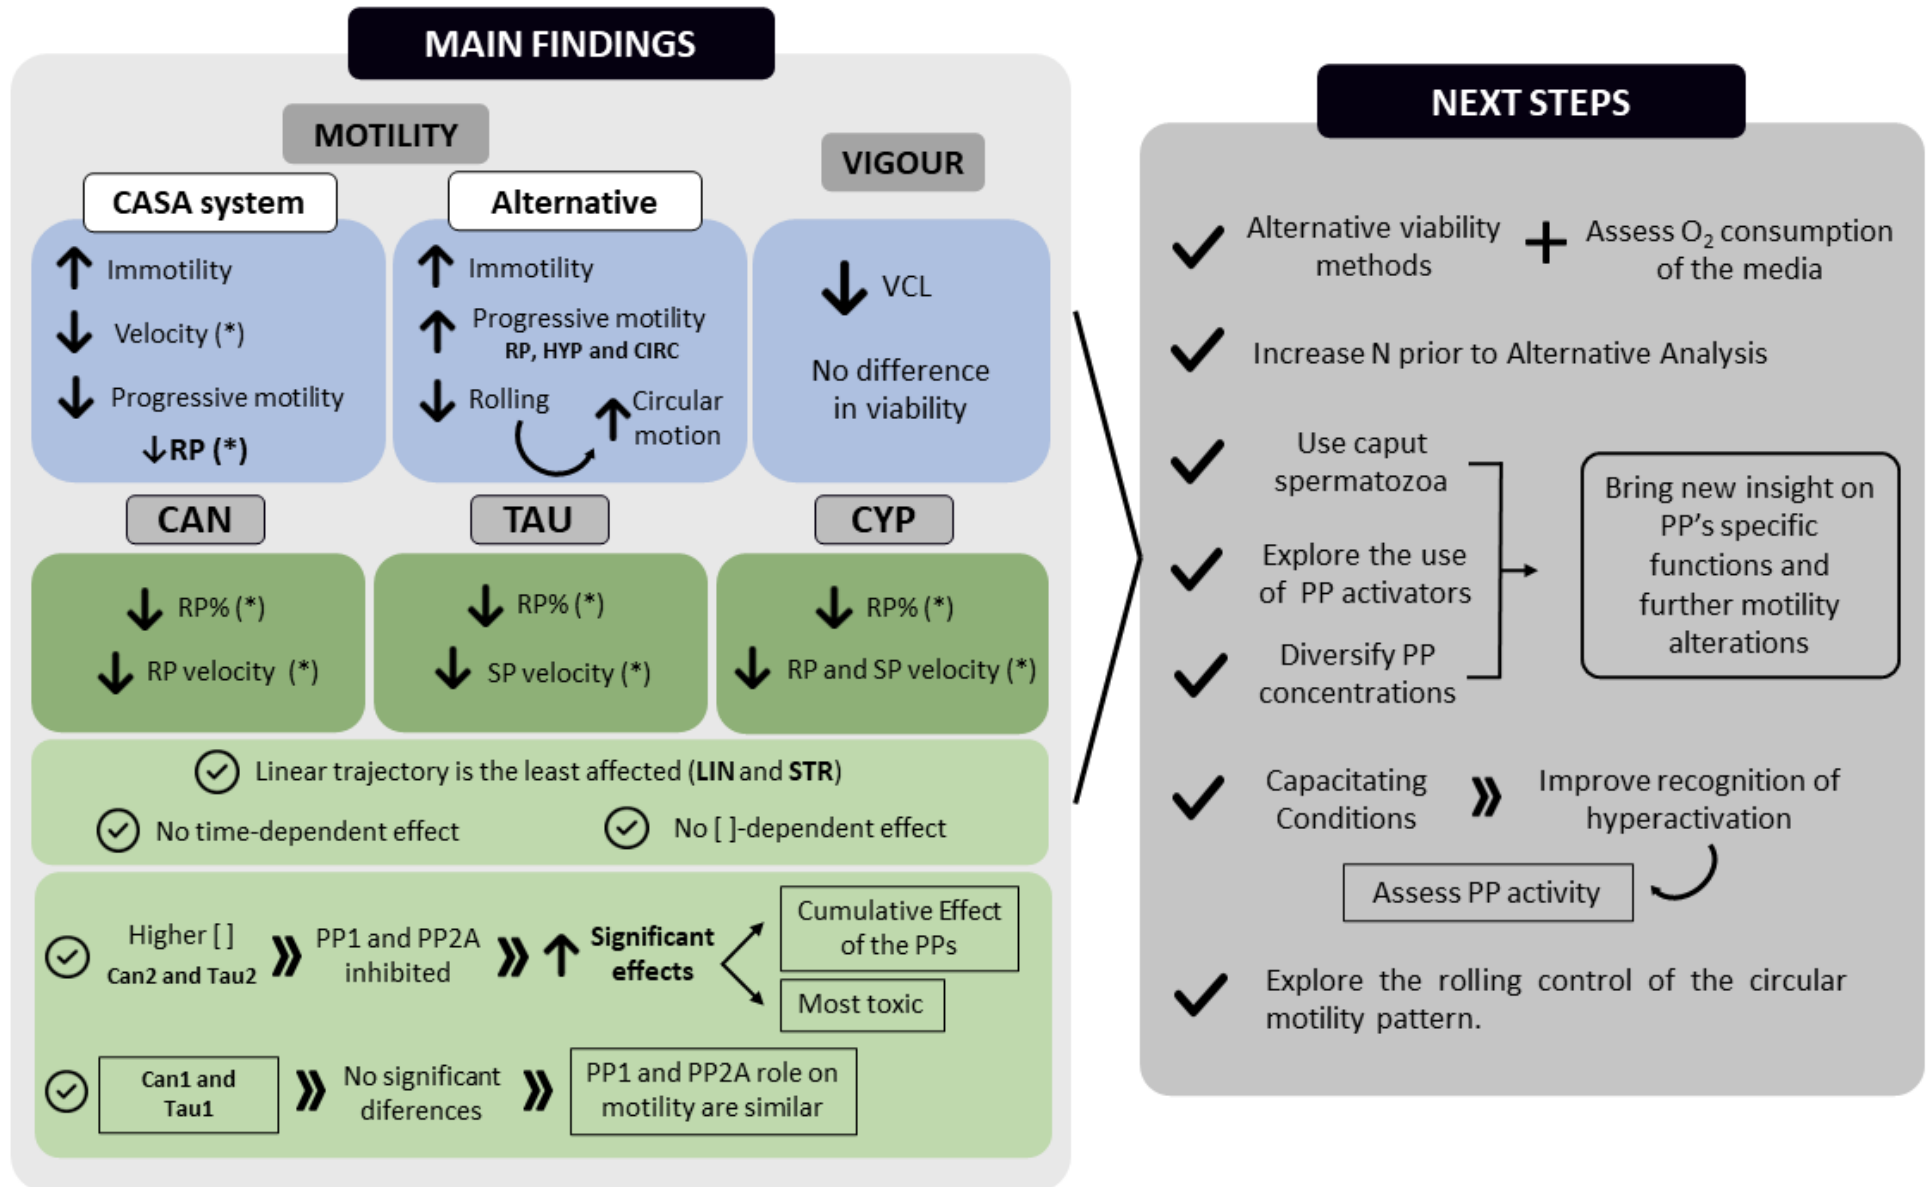 MAIN FINDINGS
MOTILITY
VIGOUR
CASA system
Immotility
Velocity (*)
Progressive motility
↓RP (*)
Alternative
Immotility
Progressive motility
RP, HYP and CIRC
Rolling
Circular
motion
VCL
No difference
in viability
CAN
RP% (*)
RP velocity (*)
TAU
RP% (*)
SP velocity (*)
CYP
RP% (*)
RP and SP velocity (*)
Linear trajectory is the least affected (LIN and STR)
No time-dependent effect
No [ ]-dependent effect
Higher [ ]
Can2 and Tau2
PP1 and PP2A
inhibited
Significant
effects
Cumulative Effect
of the PPs
Most toxic
Can1 and
Tau1
No significant
diferences
PP1 and PP2A role on
motility are similar
NEXT STEPS
Alternative viability
methods
+
Assess O₂ consumption
of the media
Increase N prior to Alternative Analysis
Use caput
spermatozoa
Explore the use
of PP activators
Diversify PP
concentrations
Bring new insight on
PP’s specific
functions and
further motility
alterations
Capacitating
Conditions
Improve recognition of
hyperactivation
Assess PP activity
Explore the rolling control of the circular
motility pattern.